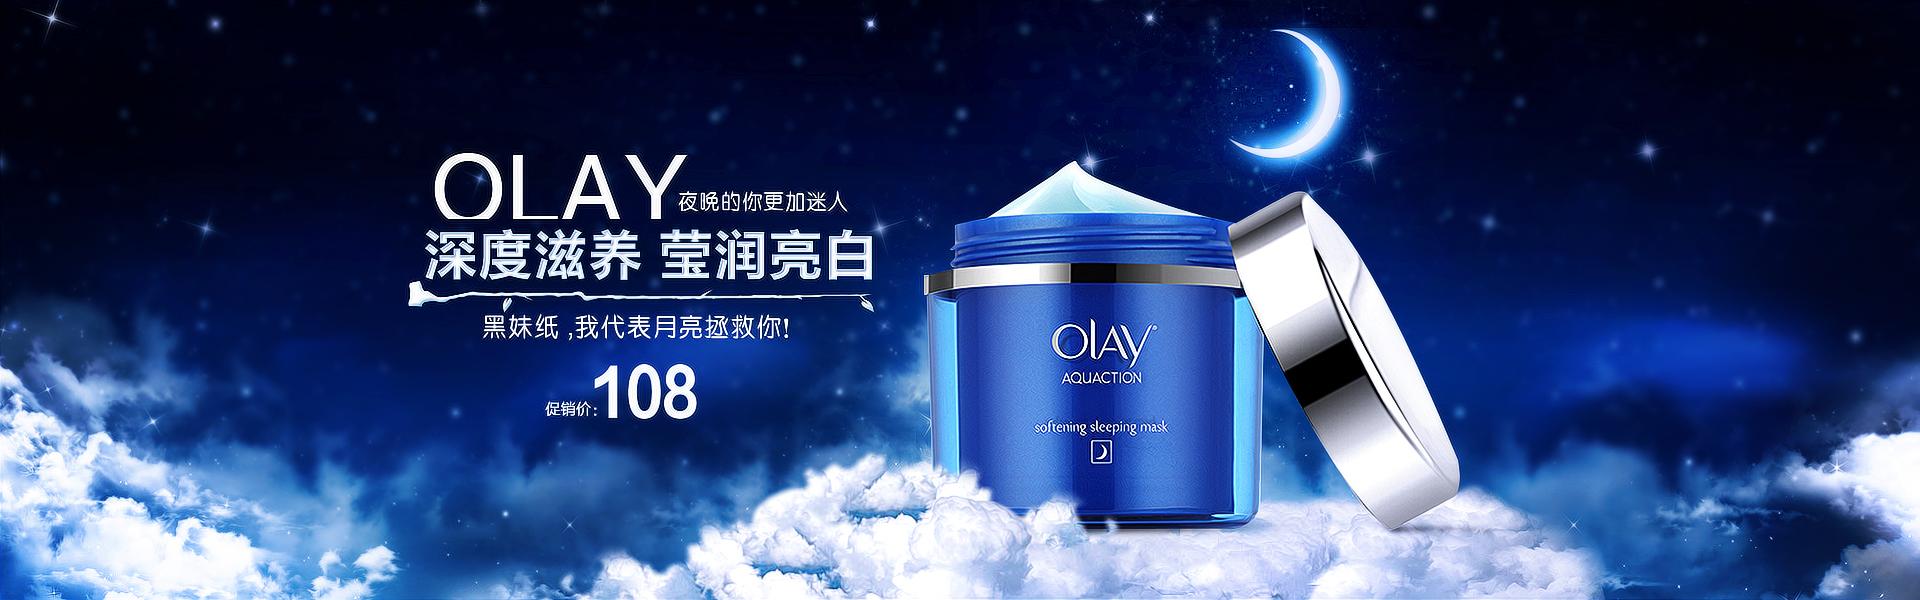 OLAY 夜晚的你更加迷人
深度滋养 莹润亮白
黑妹纸 ,我代表月亮拯救你!
促销价:108
OLAY®
AQUACTION
softening sleeping mask